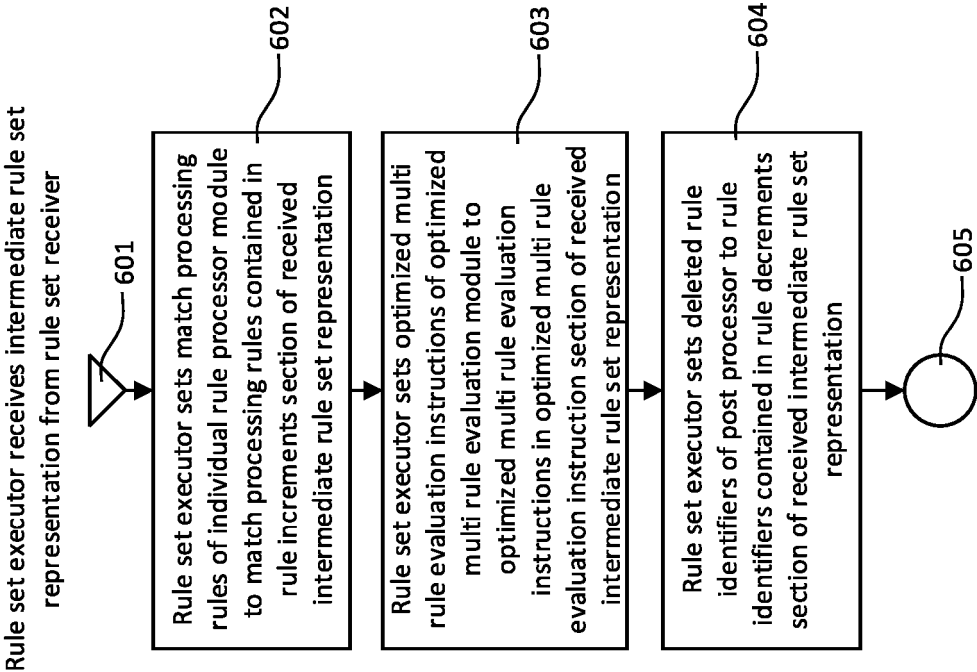 Rule set executor receives intermediate rule set
representation from rule set receiver
601
Rule set executor sets match processing
rules of individual rule processor module
to match processing rules contained in
rule increments section of received
intermediate rule set representation
602
Rule set executor sets optimized multi
rule evaluation instructions of optimized
multi rule evaluation module to
optimized multi rule evaluation
instructions in optimized multi rule
evaluation instruction section of received
intermediate rule set representation
603
Rule set executor sets deleted rule
identifiers of post processor to rule
identifiers contained in rule decrements
section of received intermediate rule set
representation
604
605